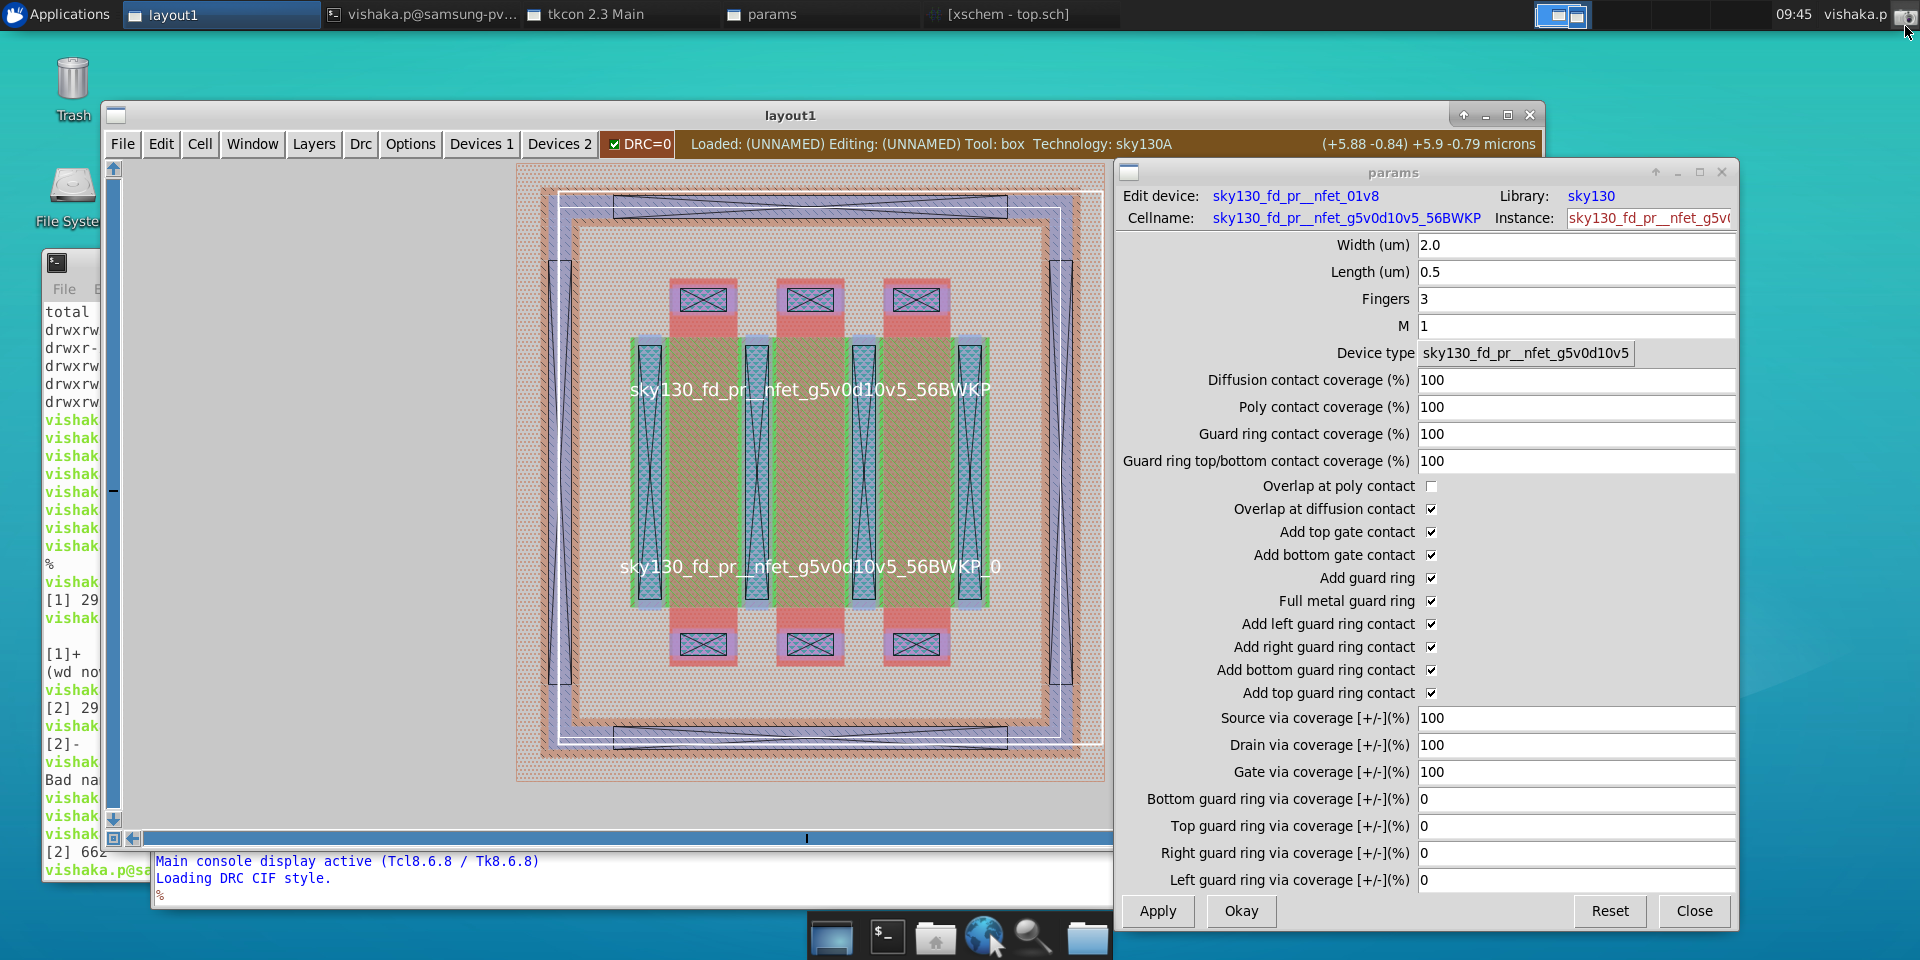 Applications
layout1
vishaka.p@samsung-pv...
tkcon 2.3 Main
params
[xschem - top.sch]
09:45
vishaka.p
Trash
File Syste
layout1
File Edit Cell Window Layers Drc Options Devices 1 Devices 2 DRC=0 Loaded: (UNNAMED) Editing: (UNNAMED) Tool: box Technology: sky130A (+5.88 -0.84) +5.9 -0.79 microns
sky130_fd_pr__nfet_g5v0d10v5_56BWKP
sky130_fd_pr__nfet_g5v0d10v5_56BWKP_0
File E
total
drwxrw
drwxr-
drwxrw
drwxrw
drwxrw
vishak
vishak
vishak
vishak
vishak
vishak
vishak
vishak
%
vishak
[1] 29
vishak
[1]+
(wd no
vishak
[2] 29
vishak
[2]-
vishak
Bad na
vishak
vishak
vishak
[2] 662
vishaka.p@sa
Main console display active (Tcl8.6.8 / Tk8.6.8)
Loading DRC CIF style.
%
params
Edit device: sky130_fd_pr__nfet_01v8 Library: sky130
Cellname: sky130_fd_pr__nfet_g5v0d10v5_56BWKP Instance: sky130_fd_pr__nfet_g5v0
Width (um) 2.0
Length (um) 0.5
Fingers 3
M 1
Device type sky130_fd_pr__nfet_g5v0d10v5
Diffusion contact coverage (%) 100
Poly contact coverage (%) 100
Guard ring contact coverage (%) 100
Guard ring top/bottom contact coverage (%) 100
Overlap at poly contact
Overlap at diffusion contact
Add top gate contact
Add bottom gate contact
Add guard ring
Full metal guard ring
Add left guard ring contact
Add right guard ring contact
Add bottom guard ring contact
Add top guard ring contact
Source via coverage [+/-](%) 100
Drain via coverage [+/-](%) 100
Gate via coverage [+/-](%) 100
Bottom guard ring via coverage [+/-](%) 0
Top guard ring via coverage [+/-](%) 0
Right guard ring via coverage [+/-](%) 0
Left guard ring via coverage [+/-](%) 0
Apply Okay Reset Close
$_